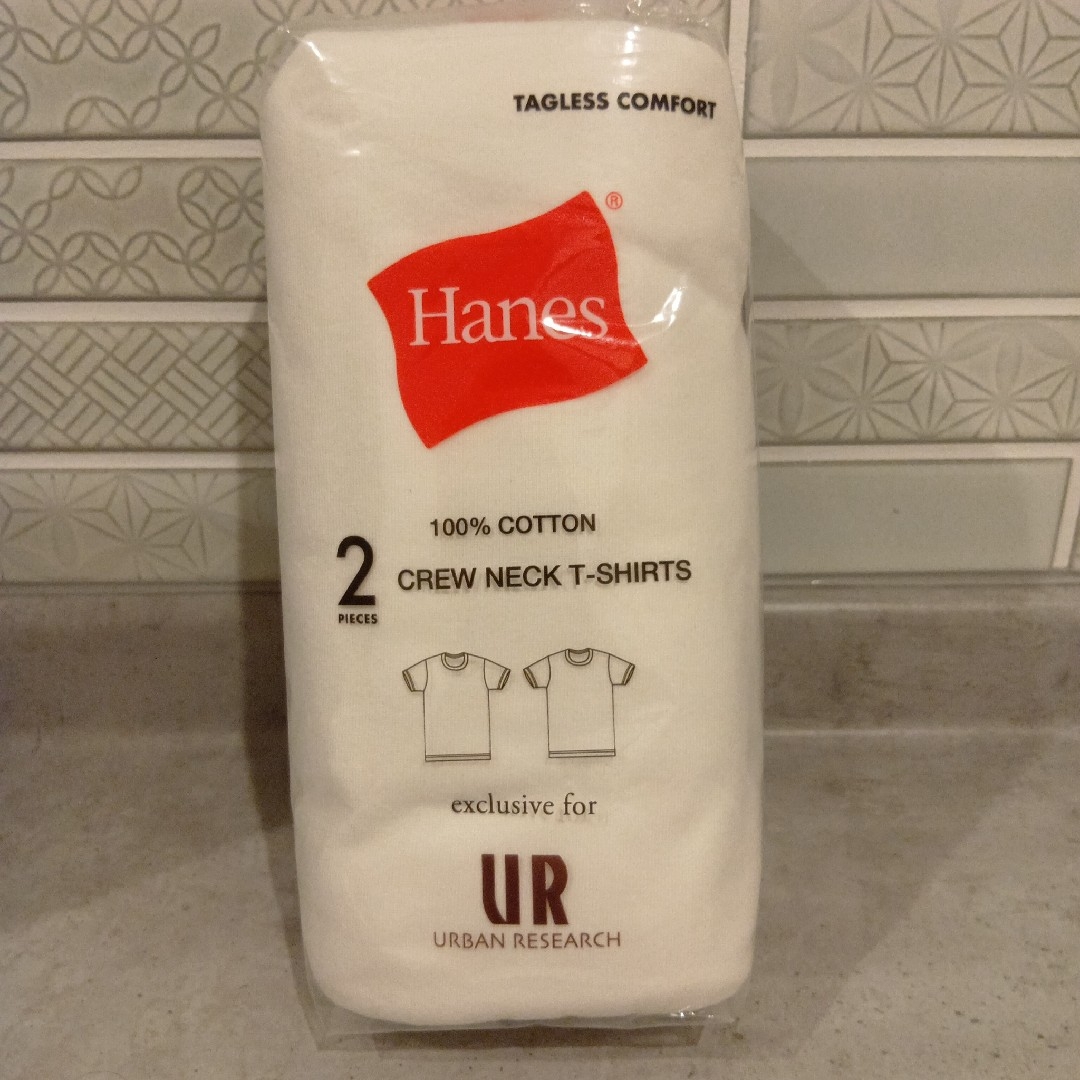 TAGLESS COMFORT
Hanes®
100% COTTON
2 CREW NECK T-SHIRTS
PIECES
exclusive for
UR
URBAN RESEARCH